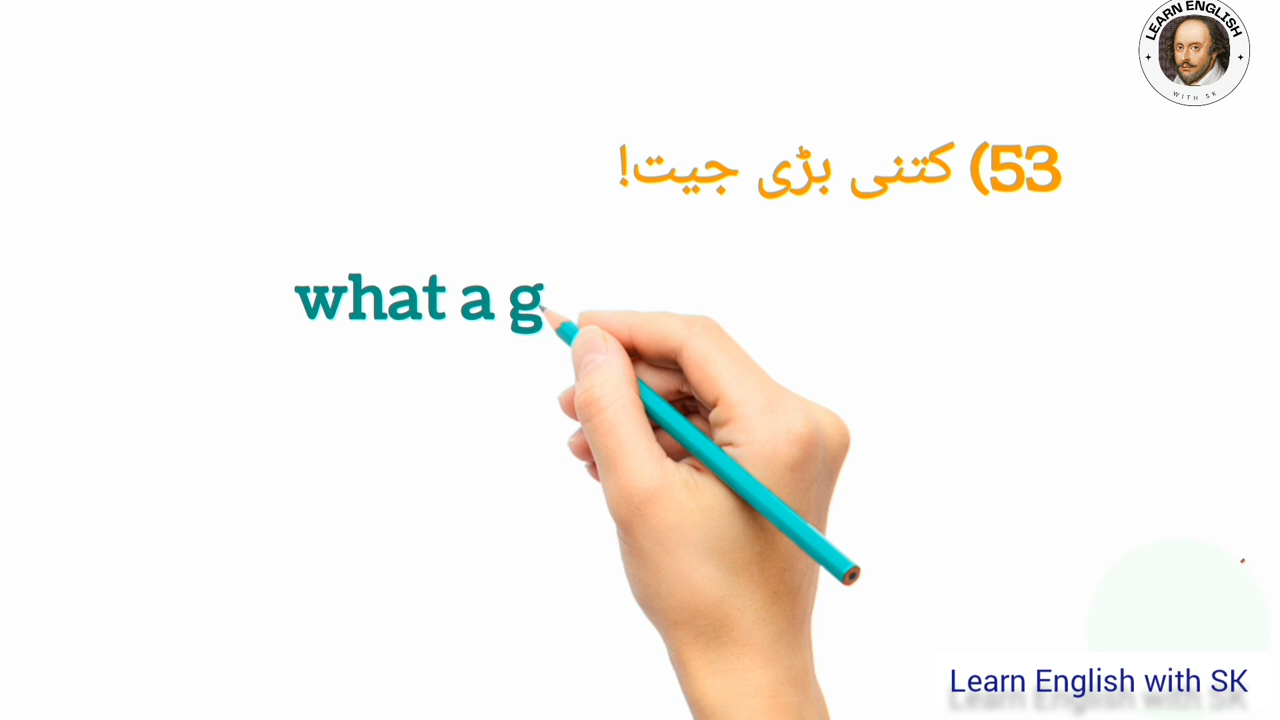 LEARN ENGLISH
WITH SK
53) کتنی بڑی جیت!
what a g
Learn English with SK